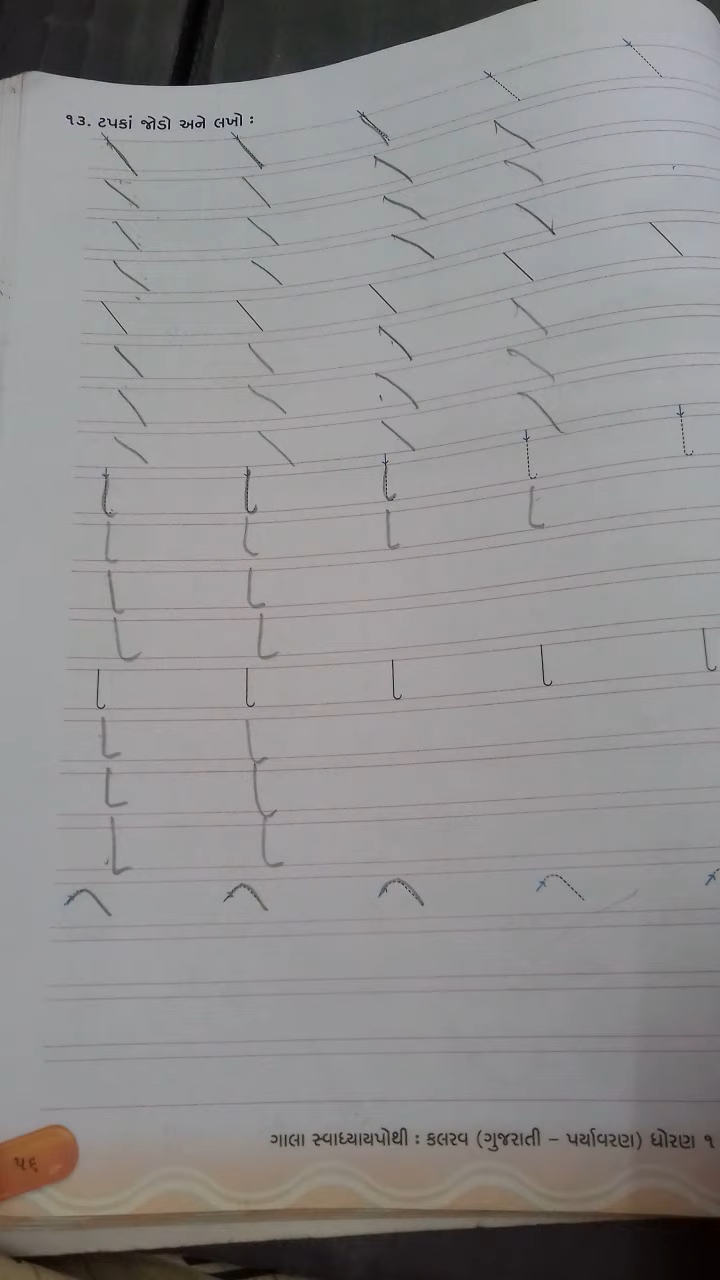 ૧૩. ટપકાં જોડો અને લખો :
ગાલા સ્વાધ્યાયપોથી : કલરવ (ગુજરાતી – પર્યાવરણ) ધોરણ ૧
૫૬